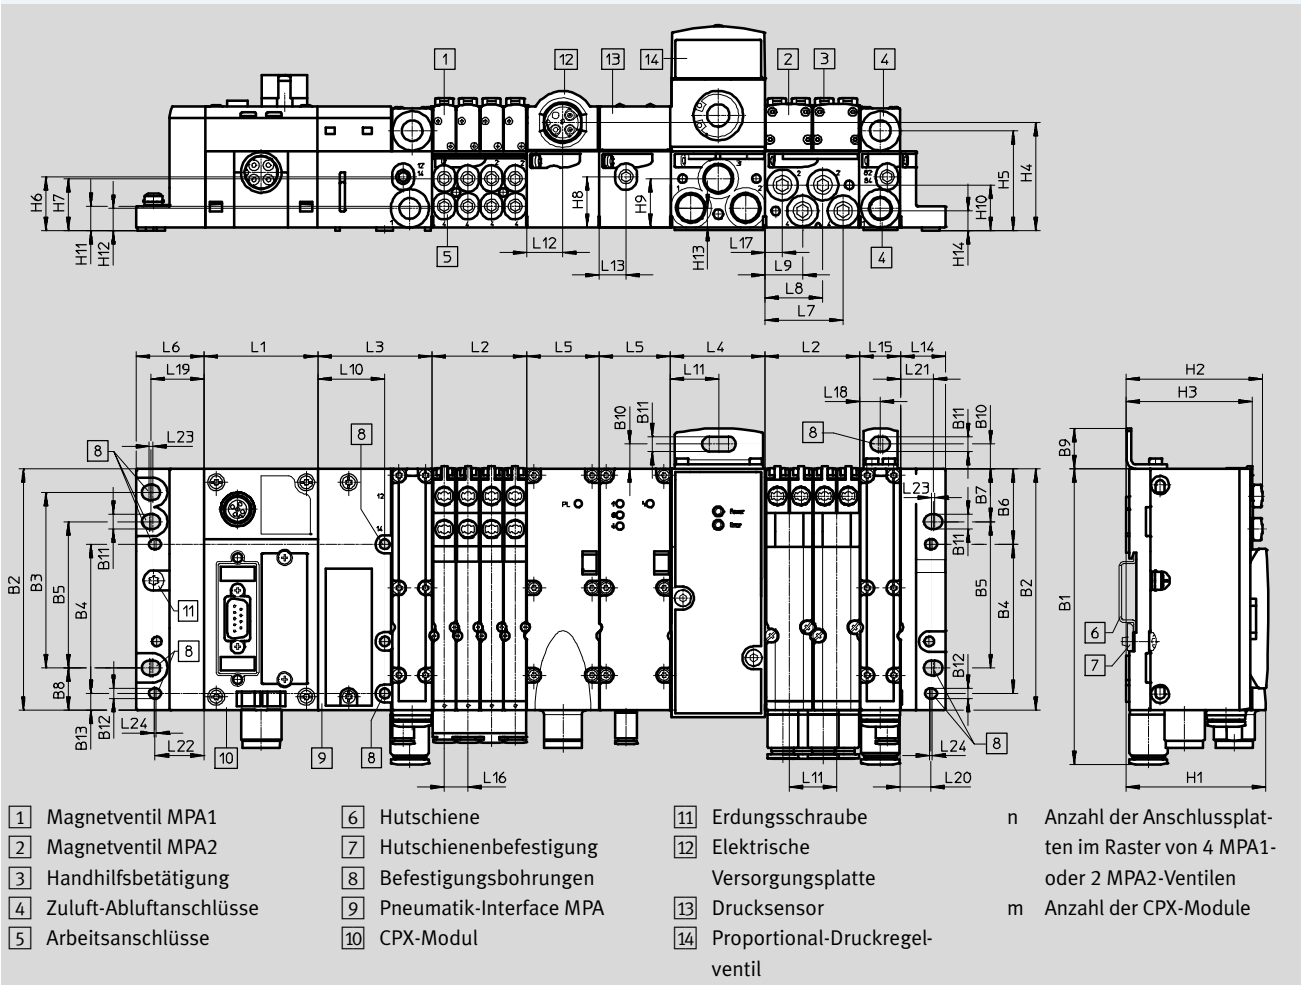 1 12 13 14 2 3 4
H6 H7 H11 H12 H8 H9 H13 H10 H14 H5 H4
5 L12 L13 L17 L9 L8 L7 4
L6 L1 L3 L2 L5 L5 L4 L2 L15 L14
L19 L10 L11 L18 L21 H2
H3
B10 B11 B11 B10 B9
L23 8 8 8
12 PL Power L23 B7 B6
14 Error
B2 B3 B5 B4 B11 B11 B5 B4 B2 B1
11 6
8 B12 7
B8 B12 B13
L24 L22 10 9 8 L16 L11 L24 L20 8 H1
1 Magnetventil MPA1
2 Magnetventil MPA2
3 Handhilfsbetätigung
4 Zuluft-Abluftanschlüsse
5 Arbeitsanschlüsse
6 Hutschiene
7 Hutschienenbefestigung
8 Befestigungsbohrungen
9 Pneumatik-Interface MPA
10 CPX-Modul
11 Erdungsschraube
12 Elektrische
Versorgungsplatte
13 Drucksensor
14 Proportional-Druckregel-
ventil
n Anzahl der Anschlussplat-
ten im Raster von 4 MPA1-
oder 2 MPA2-Ventilen
m Anzahl der CPX-Module